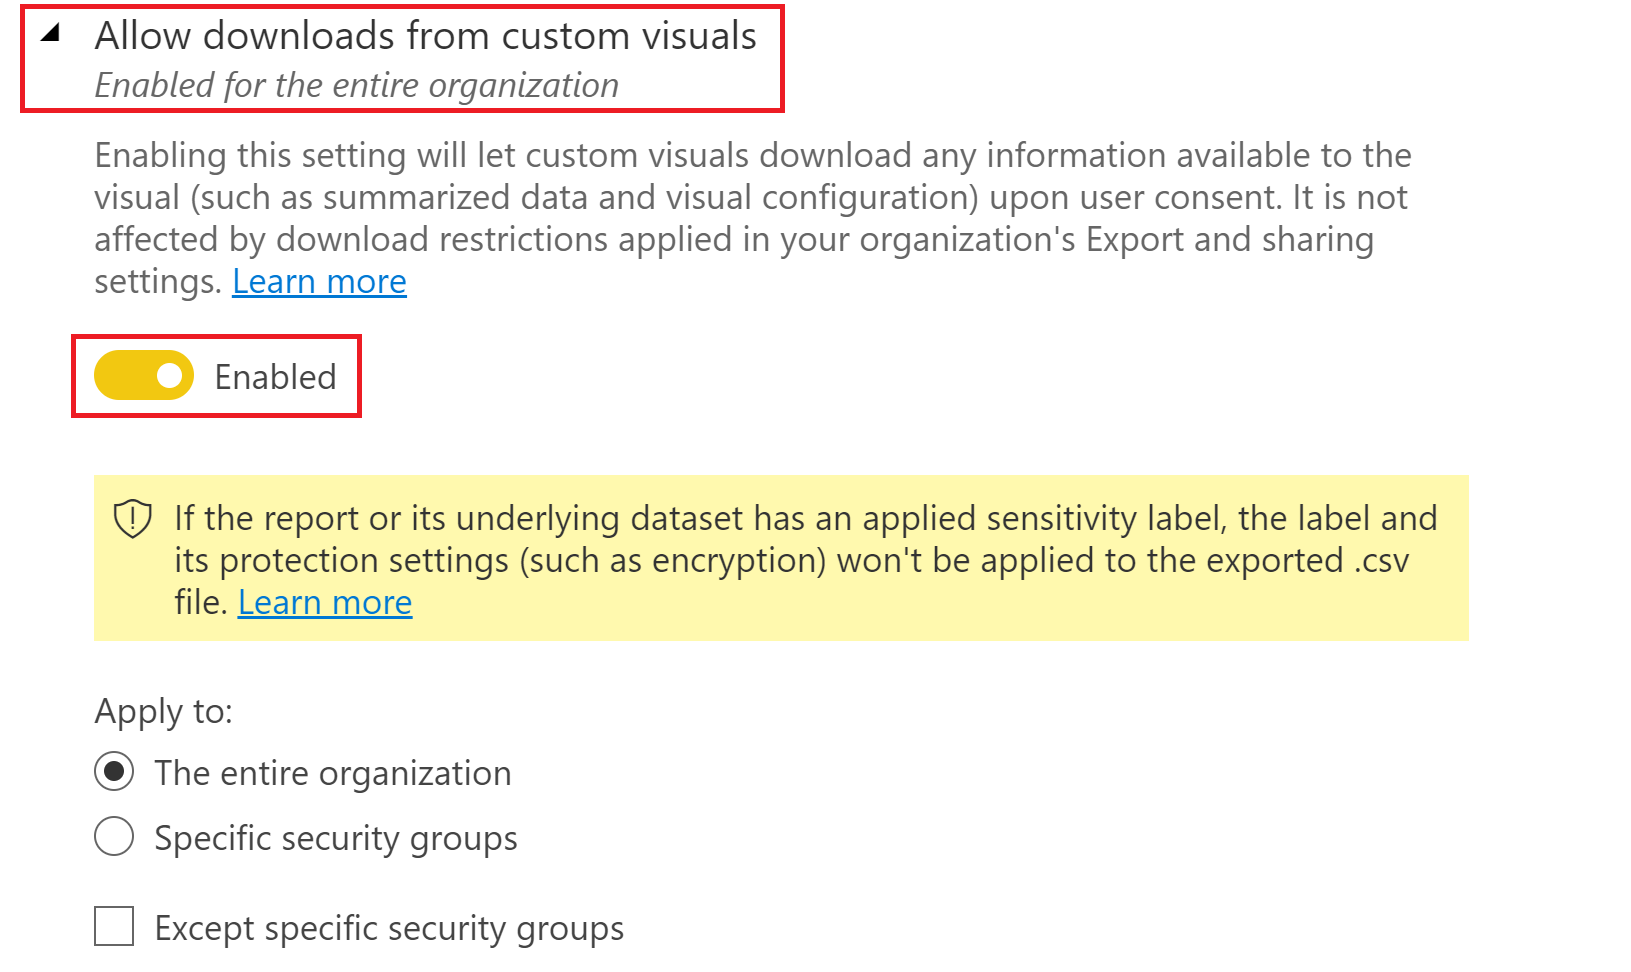 Allow downloads from custom visuals
Enabled for the entire organization
Enabling this setting will let custom visuals download any information available to the
visual (such as summarized data and visual configuration) upon user consent. It is not
affected by download restrictions applied in your organization's Export and sharing
settings. Learn more
Enabled
If the report or its underlying dataset has an applied sensitivity label, the label and
its protection settings (such as encryption) won't be applied to the exported .csv
file. Learn more
Apply to:
The entire organization
Specific security groups
Except specific security groups